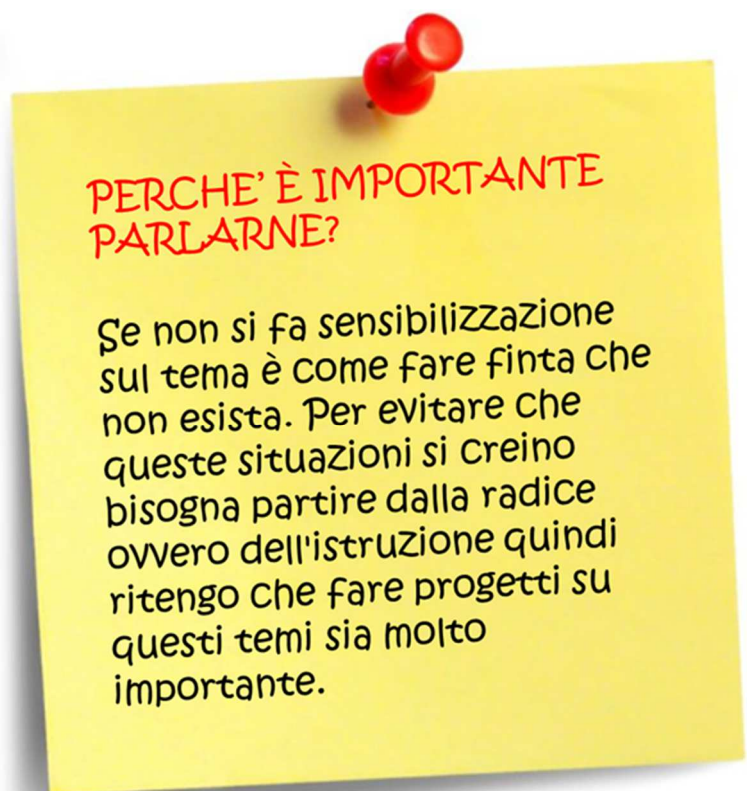 PERCHE' È IMPORTANTE
PARLARNE?
Se non si fa sensibilizzazione
sul tema è come fare finta che
non esista. Per evitare che
queste situazioni si creino
bisogna partire dalla radice
ovvero dell'istruzione quindi
ritengo che fare progetti su
questi temi sia molto
importante.